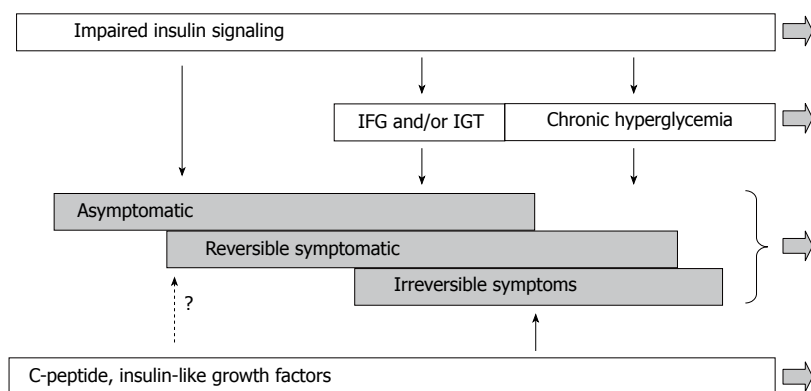 Impaired insulin signaling
IFG and/or IGT
Chronic hyperglycemia
Asymptomatic
Reversible symptomatic
Irreversible symptoms
?
C-peptide, insulin-like growth factors